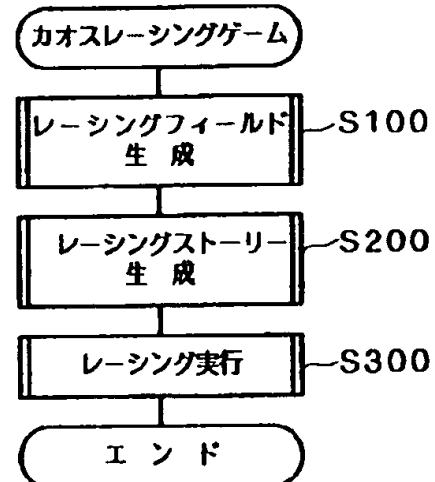 カオスレーシングゲーム
レーシングフィールド
生成
S100
レーシングストーリー
生成
S200
レーシング実行
S300
エンド